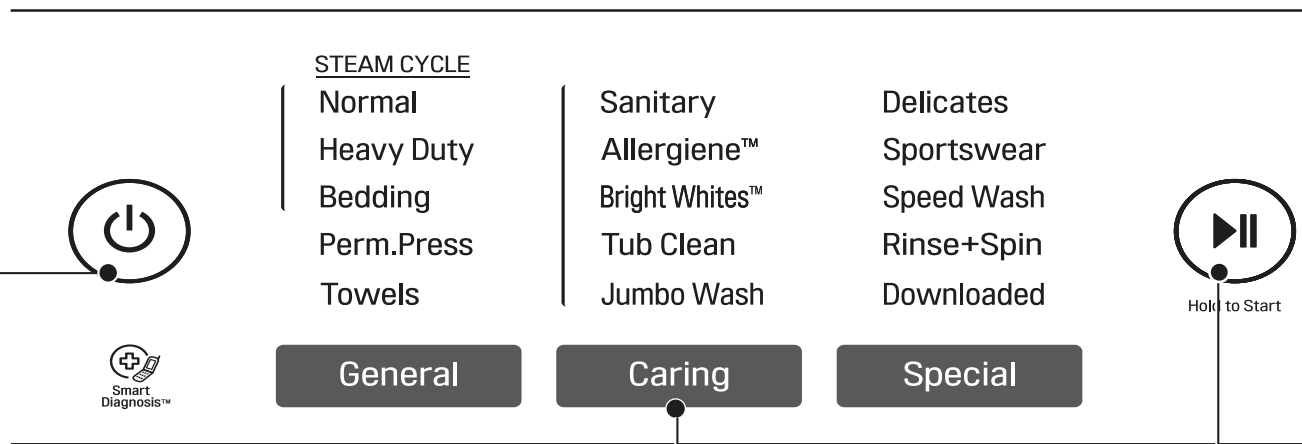 STEAM CYCLE
Normal
Heavy Duty
Bedding
Perm.Press
Towels
Sanitary
Allergiene™
Bright Whites™
Tub Clean
Jumbo Wash
Delicates
Sportswear
Speed Wash
Rinse+Spin
Downloaded
Hold to Start
Smart
Diagnosis™
General
Caring
Special